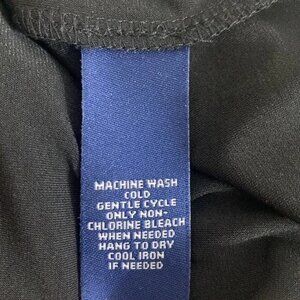 MACHINE WASH
COLD
GENTLE CYCLE
ONLY NON-
CHLORINE BLEACH
WHEN NEEDED
HANG TO DRY
COOL IRON
IF NEEDED